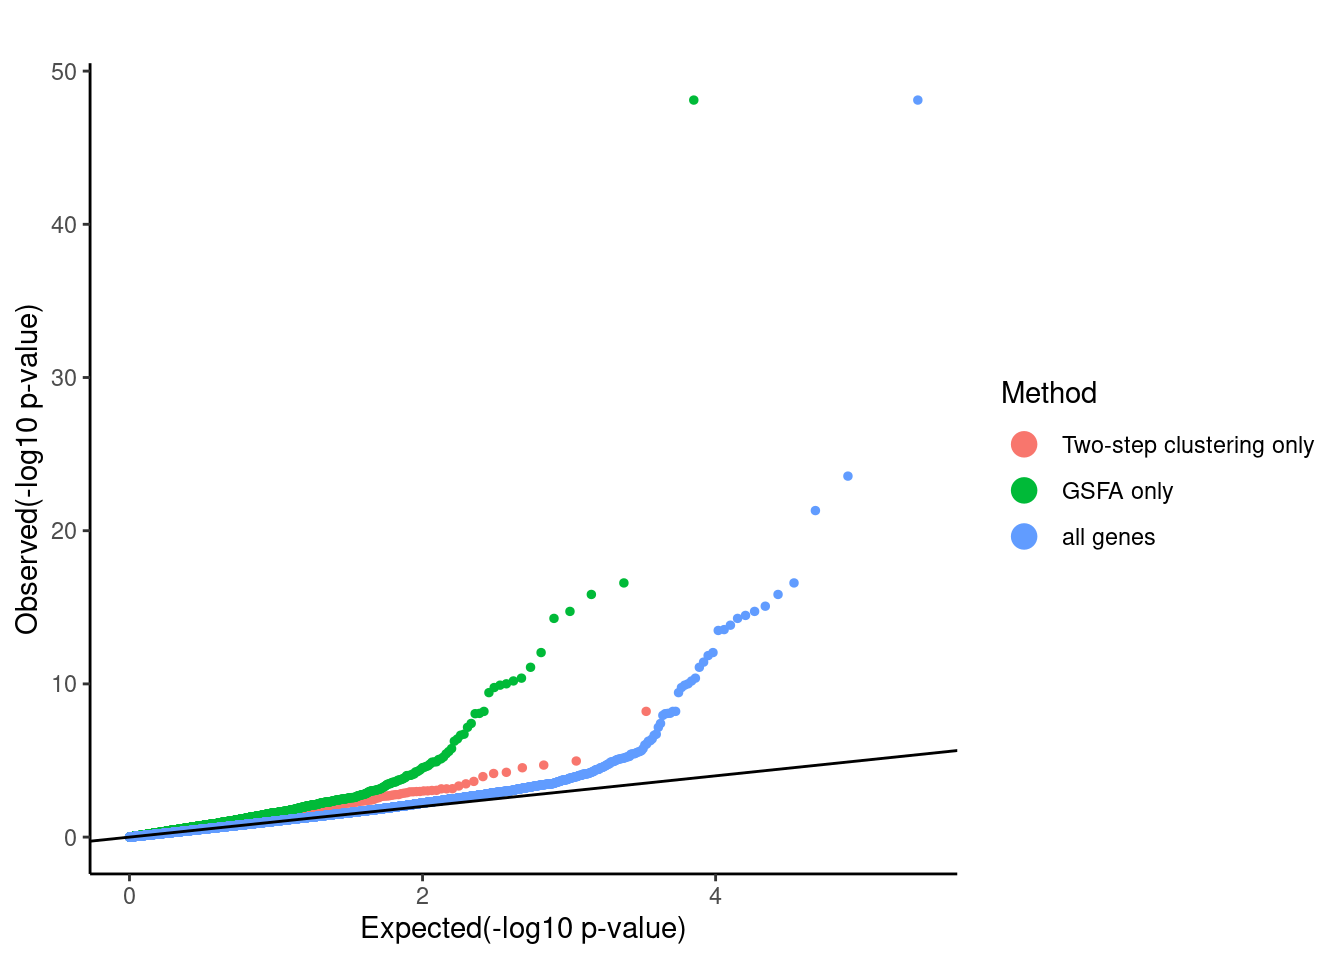 50
40
30
20
10
0
Observed(-log10 p-value)
0
2
4
Expected(-log10 p-value)
Method
Two-step clustering only
GSFA only
all genes